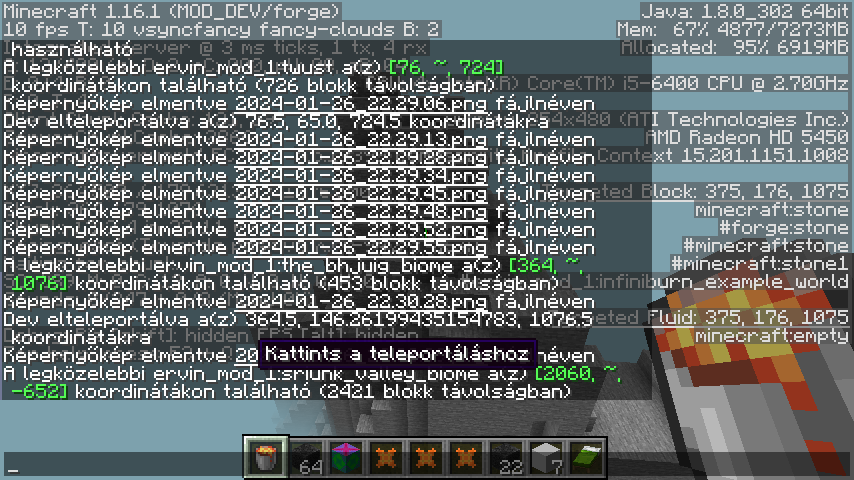 Minecraft 1.16.1 (MOD_DEV/forge)
10 fps T: 10 vsyncfancy fancy-clouds B: 2
erver @ 3 ms ticks, 1 tx, 4 rx
Java: 1.8.0_302 64bit
Mem: 67% 4877/7273MB
Allocated: 95% 6919MB
Core(TM) i5-6400 CPU @ 2.70GHz
x480 (ATI Technologies Inc.)
AMD Radeon HD 5450
Context 15.201.1151.1008
Targeted Block: 375, 176, 1075
minecraft:stone
#forge:stone
#minecraft:stone
#minecraft:stone1
d_1:infiniburn_example_world
Targeted Fluid: 375, 176, 1075
minecraft:empty
használható
A legközelebbi ervin_mod_1:tuust a(z) [76, ~, 724]
koordinátákon található (726 blokk távolságban)
Képernyőkép elmentve 2024-01-26_22.29.06.png fájlnéven
Dev elteleportálva a(z) 76.5, 65.0, 724.5 koordinátákra
Képernyőkép elmentve 2024-01-26_22.29.13.png fájlnéven
Képernyőkép elmentve 2024-01-26_22.29.28.png fájlnéven
Képernyőkép elmentve 2024-01-26_22.29.34.png fájlnéven
Képernyőkép elmentve 2024-01-26_22.29.45.png fájlnéven
Képernyőkép elmentve 2024-01-26_22.29.48.png fájlnéven
Képernyőkép elmentve 2024-01-26_22.29.52.png fájlnéven
Képernyőkép elmentve 2024-01-26_22.29.55.png fájlnéven
A legközelebbi ervin_mod_1:the_bhjuig_biome a(z) [364, ~,
1076] koordinátákon található (453 blokk távolságban)
Képernyőkép elmentve 2024-01-26_22.30.28.png fájlnéven
Dev elteleportálva a(z) 364.5, 146.26199435154783, 1076.5
koordinátákra
Képernyőkép elmentve 20
néven
Kattints a teleportáláshoz
A legközelebbi ervin_mod_1:srijunk_valley_biome a(z) [2060, ~,
-652] koordinátákon található (2421 blokk távolságban)
_
64
22
7